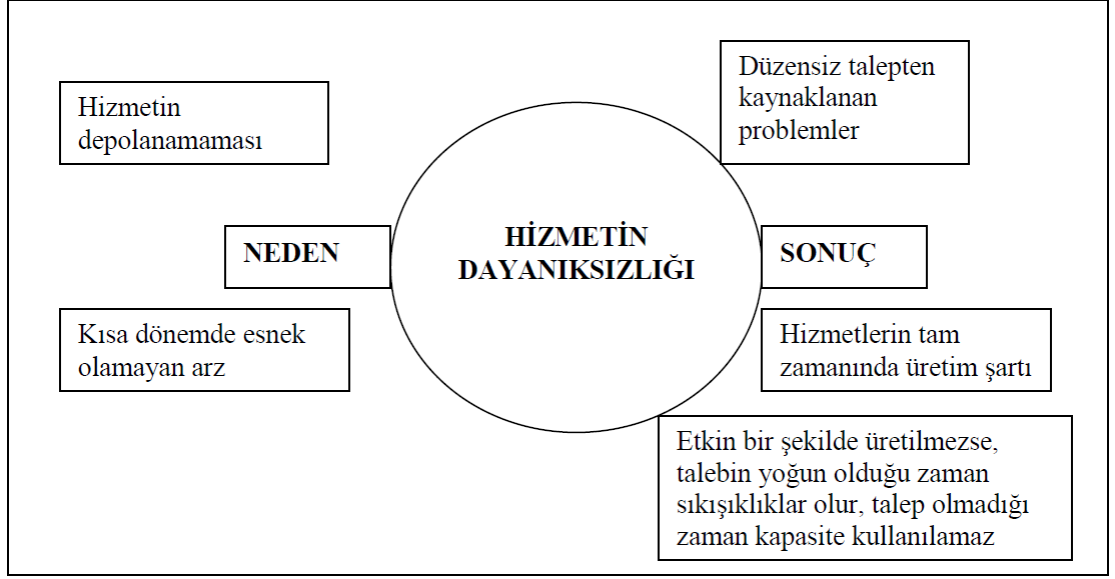 Hizmetin
depolanamaması
Düzensiz talepten
kaynaklanan
problemler
NEDEN
HİZMETİN
DAYANIKSIZLIĞI
SONUÇ
Kısa dönemde esnek
olamayan arz
Hizmetlerin tam
zamanında üretim şartı
Etkin bir şekilde üretilmezse,
talebin yoğun olduğu zaman
sıkışıklıklar olur, talep olmadığı
zaman kapasite kullanılamaz